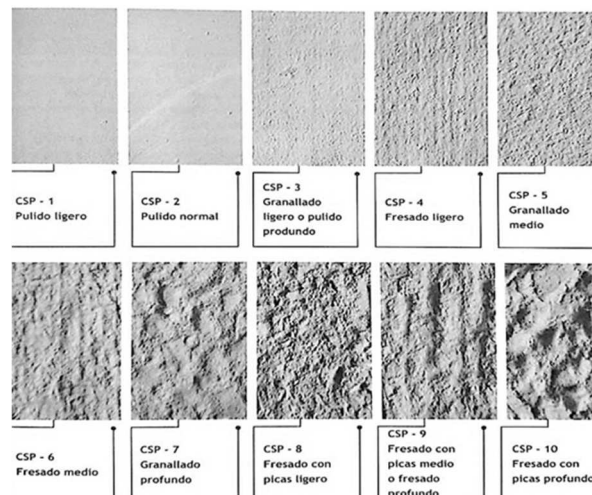 CSP - 1
Pulido ligero
CSP - 2
Pulido normal
CSP - 3
Granallado
ligero o pulido
produndo
CSP - 4
Fresado ligero
CSP - 5
Granallado
medio
CSP - 6
Fresado medio
CSP - 7
Granallado
profundo
CSP - 8
Fresado con
picas ligero
CSP - 9
Fresado con
picas medio
o fresado
profundo
CSP - 10
Fresado con
picas profundo